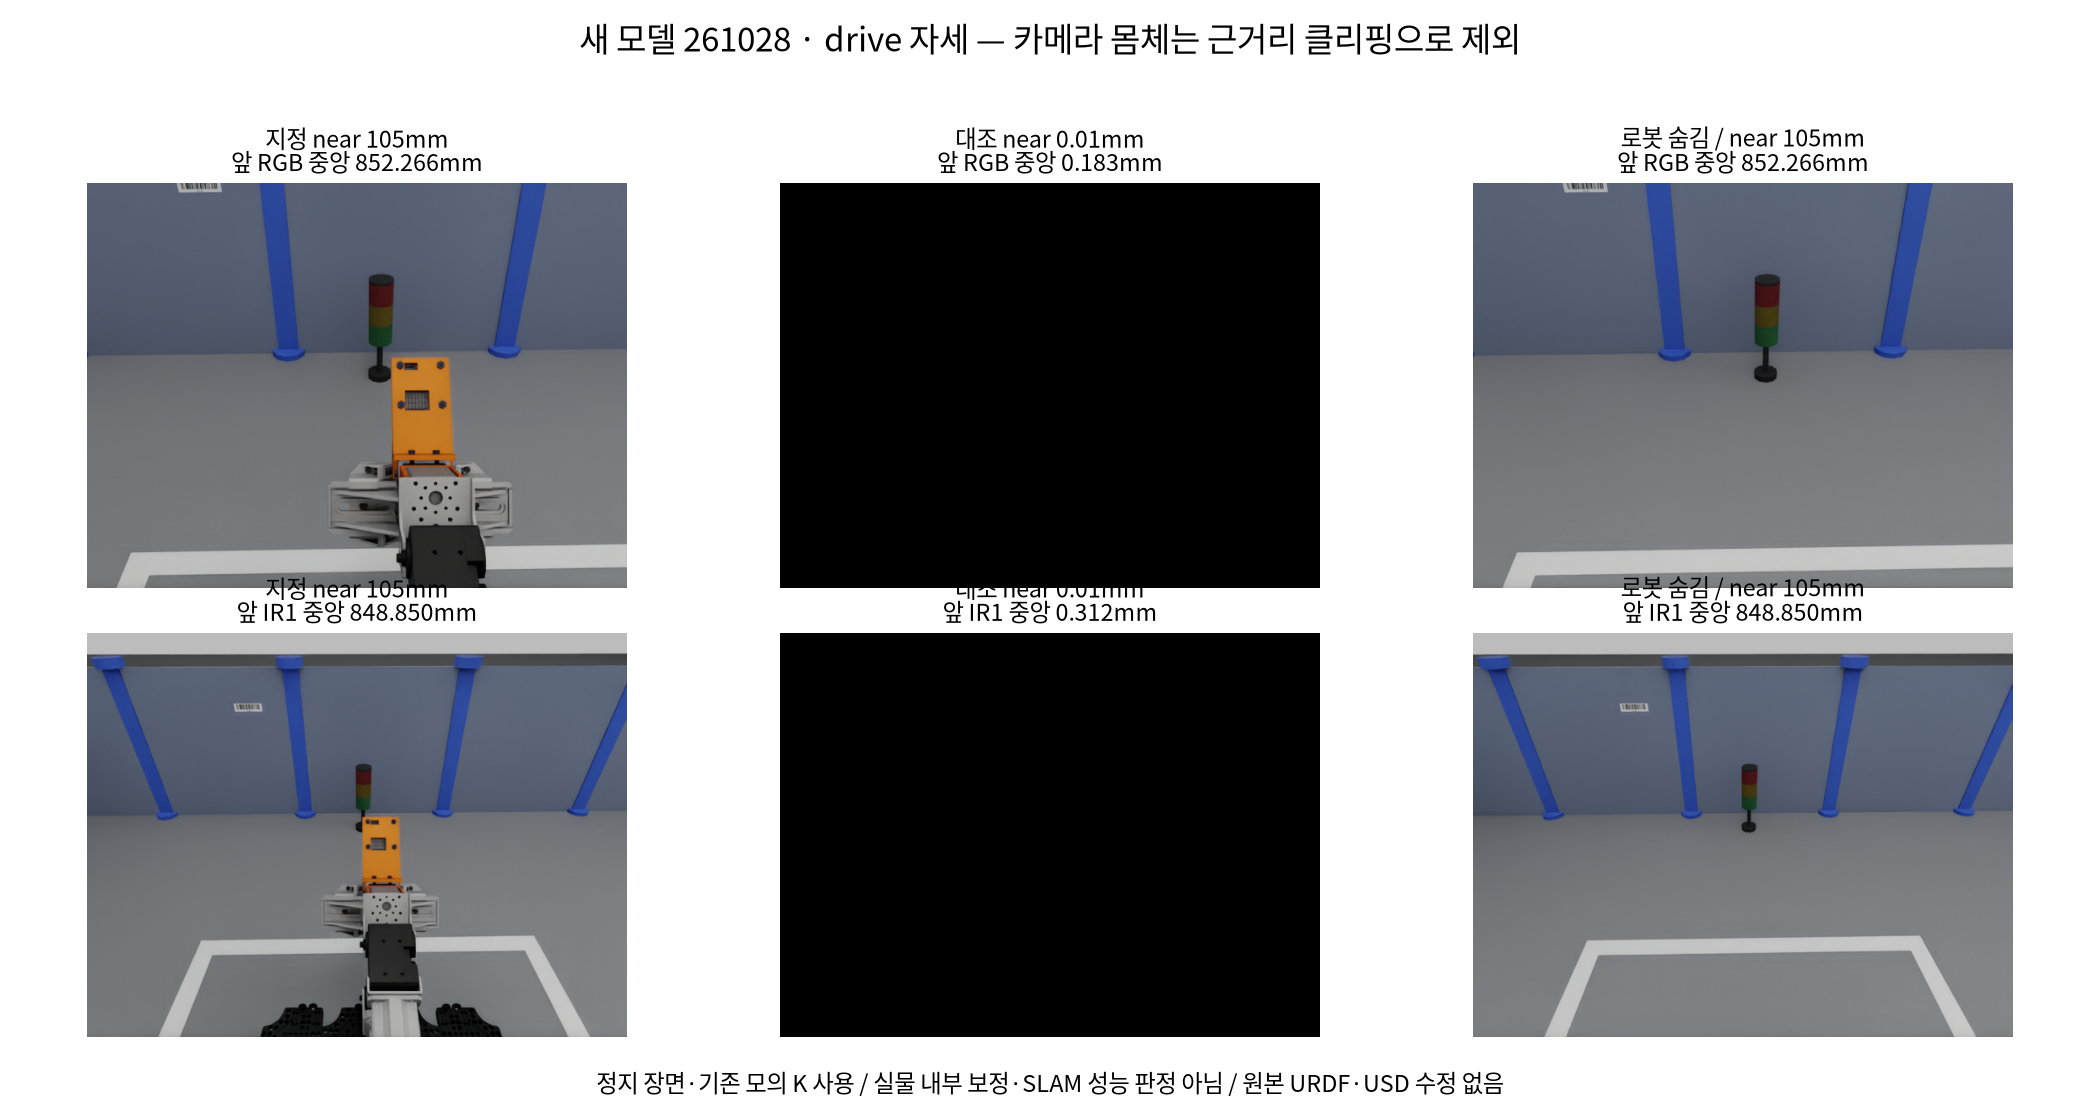 새 모델 261028 · drive 자세 — 카메라 몸체는 근거리 클리핑으로 제외
지정 near 105mm
앞 RGB 중앙 852.266mm
대조 near 0.01mm
앞 RGB 중앙 0.183mm
로봇 숨김 / near 105mm
앞 RGB 중앙 852.266mm
지정 near 105mm
앞 IR1 중앙 848.850mm
대조 near 0.01mm
앞 IR1 중앙 0.312mm
로봇 숨김 / near 105mm
앞 IR1 중앙 848.850mm
정지 장면·기존 모의 K 사용 / 실물 내부 보정·SLAM 성능 판정 아님 / 원본 URDF·USD 수정 없음